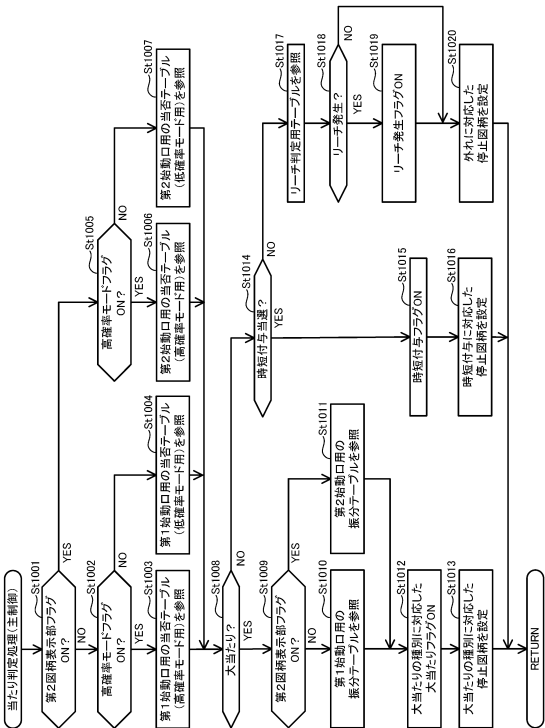 当たり判定処理(主制御)
St1001
第2図柄表示部フラグ
ON?
YES
NO
St1002
高確率モードフラグ
ON?
NO
YES
St1003
第1始動口用の当否テーブル
(高確率モード用)を参照
St1004
第1始動口用の当否テーブル
(低確率モード用)を参照
St1005
高確率モードフラグ
ON?
NO
YES
St1006
第2始動口用の当否テーブル
(高確率モード用)を参照
St1007
第2始動口用の当否テーブル
(低確率モード用)を参照
St1008
大当たり?
NO
YES
St1009
第2図柄表示部フラグ
ON?
YES
NO
St1010
第1始動口用の
振分テーブルを参照
St1011
第2始動口用の
振分テーブルを参照
St1012
大当たりの種別に対応した
大当たりフラグON
St1013
大当たりの種別に対応した
停止図柄を設定
St1014
時短付与当選?
NO
YES
St1015
時短付与フラグON
St1016
時短付与に対応した
停止図柄を設定
St1017
リーチ判定用テーブルを参照
St1018
リーチ発生?
NO
YES
St1019
リーチ発生フラグON
St1020
外れに対応した
停止図柄を設定
RETURN